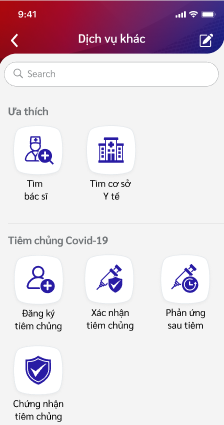 9:41
Dịch vụ khác
Search
Ưa thích
Tìm
bác sĩ
Tìm cơ sở
Y tế
Tiêm chủng Covid-19
Đăng ký
tiêm chủng
Xác nhận
tiêm chủng
Phản ứng
sau tiêm
Chứng nhận
tiêm chủng